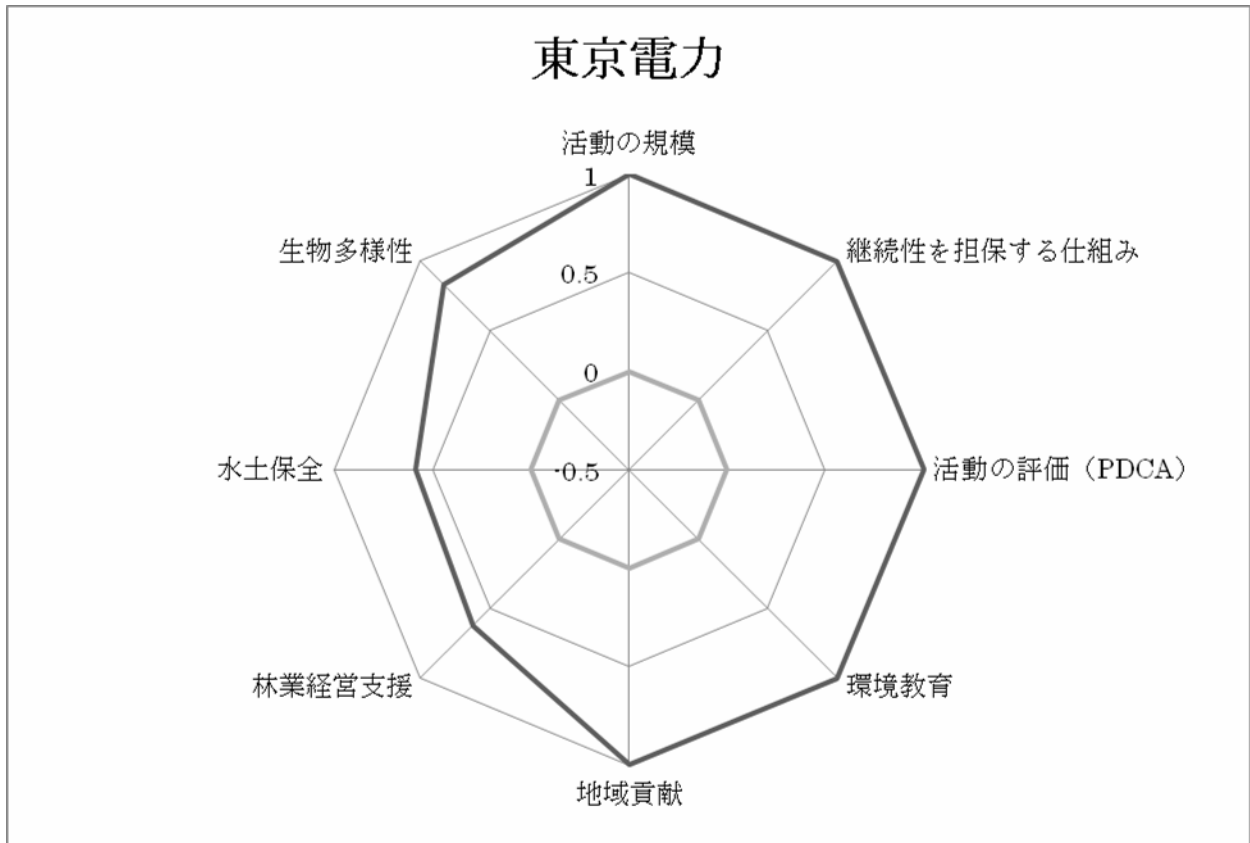 東京電力
活動の規模
1
生物多様性
継続性を担保する仕組み
0.5
0
水土保全
-0.5
活動の評価（PDCA）
林業経営支援
環境教育
地域貢献